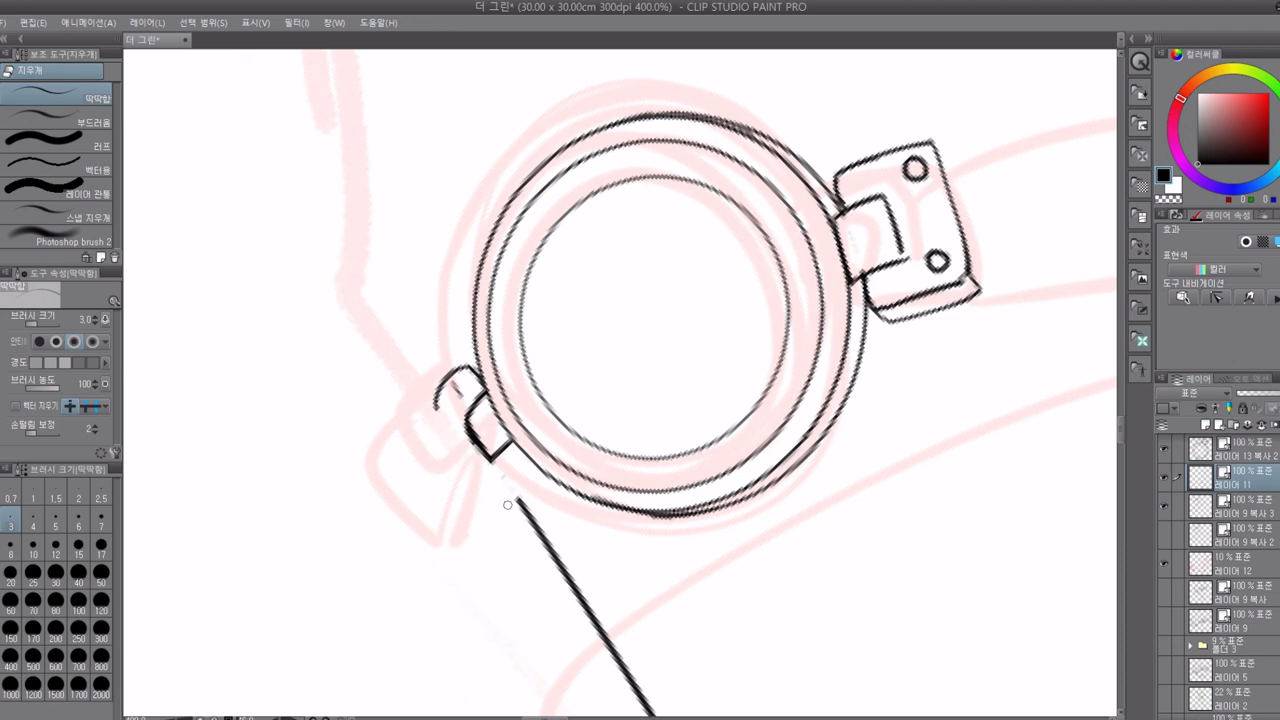 더 그린* (30.00 x 30.00cm 300dpi 400.0%) - CLIP STUDIO PAINT PRO
편집(E) 애니메이션(A) 레이어(L) 선택 범위(S) 표시(V) 필터(I) 창(W) 도움말(H)
더 그린*
보조 도구(지우개)
지우개
딱딱함
부드러움
러프
벡터용
레이어 관통
스냅 지우개
Photoshop brush 2
도구 속성(딱딱함)
딱딱함
브러시 크기 3.0
경도
브러시 농도 100
벡터 지우기
손떨림 보정 2
브러시 크기(딱딱함)
0.7 1 1.5 2 2.5
3 4 5 6 7
8 10 12 15 17
20 25 30 40 50
60 70 80 100 120
150 170 200 250 300
400 500 600 700 800
1000 1200 1500 1700 2000
컬러써클
0 0 0
레이어 속성
효과
표현색
컬러
도구 내비게이션
레이어
표준
100 % 표준
레이어 13 복사 2
100 % 표준
레이어 11
100 % 표준
레이어 9 복사 3
100 % 표준
레이어 9 복사 2
10 % 표준
레이어 12
100 % 표준
레이어 9 복사
100 % 표준
레이어 9
9 % 표준
폴더 3
100 % 표준
레이어 5
22 % 표준
레이어 2